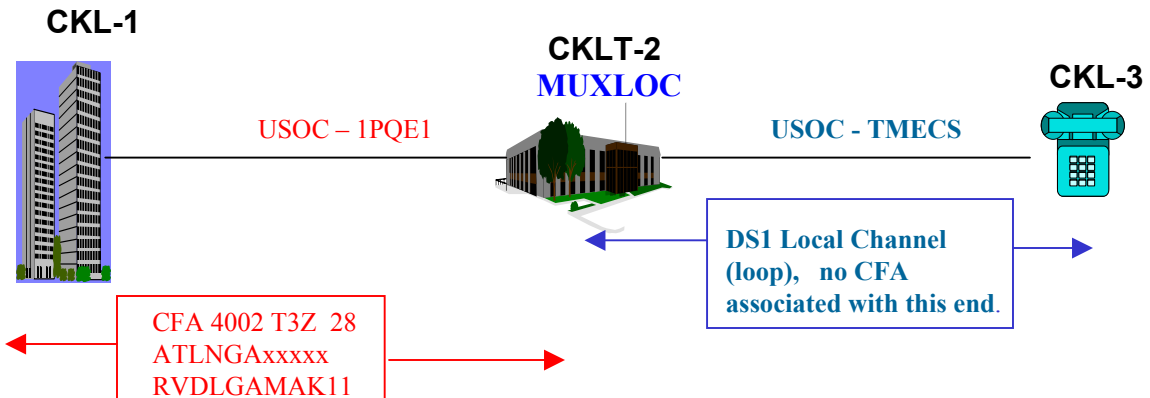 CKL-1
CKLT-2
MUXLOC
CKL-3
USOC – 1PQE1
USOC - TMECS
DS1 Local Channel
(loop), no CFA
associated with this end.
CFA 4002 T3Z 28
ATLNGAxxxxx
RVDLGAMAK11